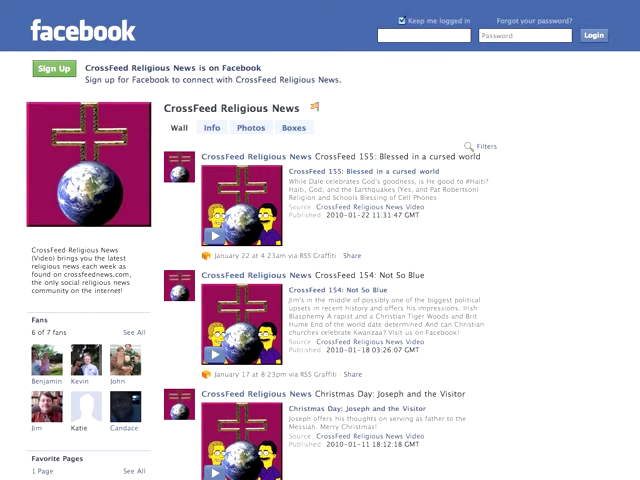 facebook
Keep me logged in
Forgot your password?
Password
Login
Sign Up
CrossFeed Religious News is on Facebook
Sign up for Facebook to connect with CrossFeed Religious News.
CrossFeed Religious News
Wall
Info
Photos
Boxes
Filters
CrossFeed Religious News CrossFeed 155: Blessed in a cursed world
CrossFeed 155: Blessed in a cursed world
While Dale celebrates God's goodness, is He good to #Haiti?
Haiti, God, and the Earthquakes (Yes, and Pat Robertson)
Religion and Schools Blessing of Cell Phones
Source CrossFeed Religious News Video
Published 2010-01-22 11:31:47 GMT
January 22 at 4:23am via RSS Graffiti · Share
CrossFeed Religious News
(Video) brings you the latest
religious news each week as
found on crossfeednews.com,
the only social religious news
community on the internet!
Fans
6 of 7 fans
See All
Benjamin
Kevin
John
Jim
Katie
Candace
Favorite Pages
1 Page
See All
CrossFeed Religious News CrossFeed 154: Not So Blue
CrossFeed 154: Not So Blue
Jim's in the middle of possibly one of the biggest political
upsets in recent history and offers his impressions. Irish
Blasphemy A rapist and a Christian Tiger Woods and Brit
Hume End of the world date determined And can Christian
churches celebrate Kwanzaa? Visit us on Facebook!
Source CrossFeed Religious News Video
Published 2010-01-18 03:26:07 GMT
January 17 at 8:23pm via RSS Graffiti · Share
CrossFeed Religious News Christmas Day: Joseph and the Visitor
Christmas Day: Joseph and the Visitor
Joseph offers his thoughts on serving as father to the
Messiah. Merry Christmas!
Source CrossFeed Religious News Video
Published 2010-01-11 18:12:18 GMT